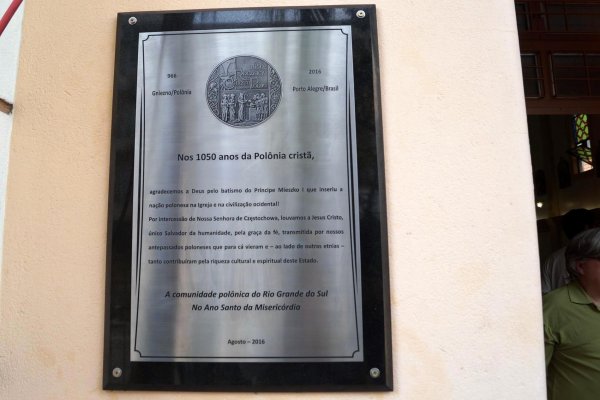 966
2016
Gniezno/Polônia
Porto Alegre/Brasil
Nos 1050 anos da Polônia cristã,
agradecemos a Deus pelo batismo do Príncipe Mieszko I que inseriu a
nação polonesa na Igreja e na civilização ocidental!
Por intercessão de Nossa Senhora de Częstochowa, louvamos a Jesus Cristo,
único Salvador da humanidade, pela graça da fé, transmitida por nossos
antepassados poloneses que para cá vieram e – ao lado de outras etnias –
tanto contribuíram pela riqueza cultural e espiritual deste Estado.
A comunidade polônica do Rio Grande do Sul
No Ano Santo da Misericórdia
Agosto – 2016